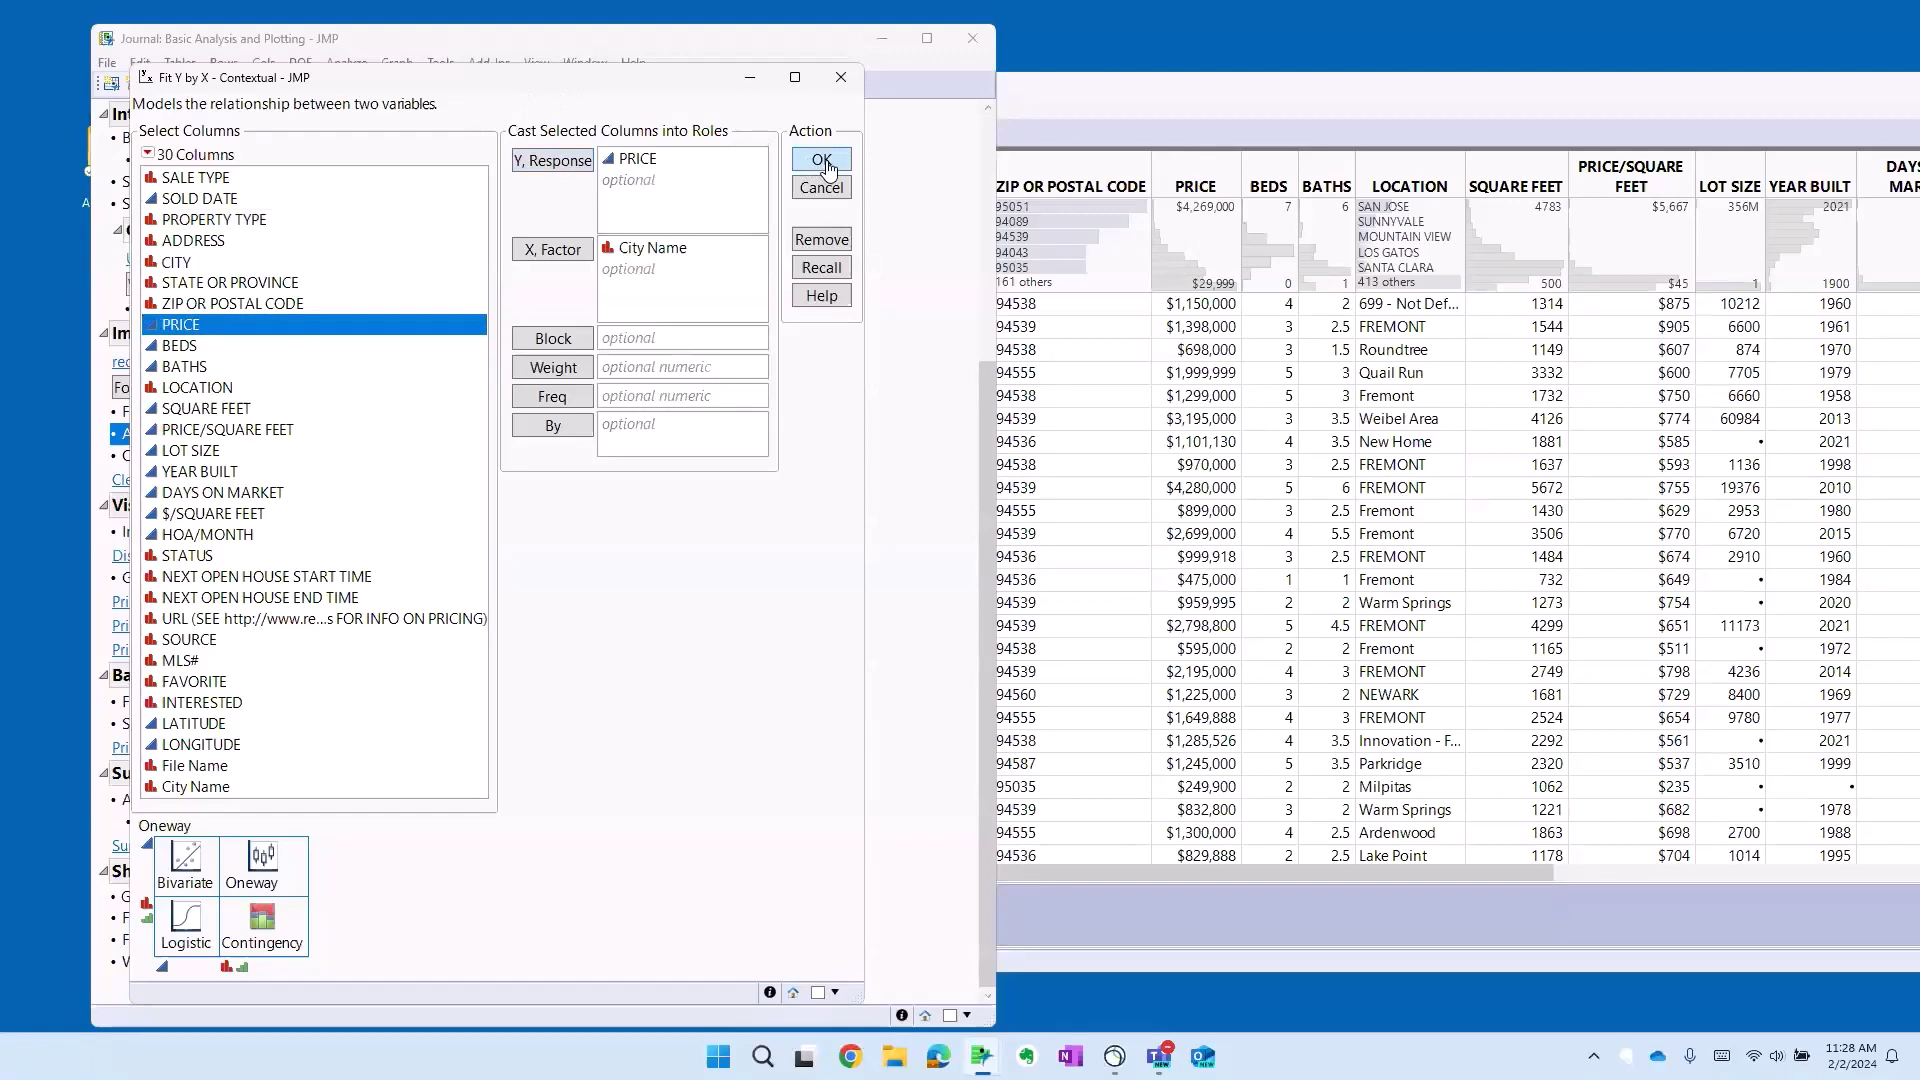 Journal: Basic Analysis and Plotting - JMP
File
Fit Y by X - Contextual - JMP
Models the relationship between two variables.
Select Columns
30 Columns
SALE TYPE
SOLD DATE
PROPERTY TYPE
ADDRESS
CITY
STATE OR PROVINCE
ZIP OR POSTAL CODE
PRICE
BEDS
BATHS
LOCATION
SQUARE FEET
PRICE/SQUARE FEET
LOT SIZE
YEAR BUILT
DAYS ON MARKET
$/SQUARE FEET
HOA/MONTH
STATUS
NEXT OPEN HOUSE START TIME
NEXT OPEN HOUSE END TIME
URL (SEE http://www.re...s FOR INFO ON PRICING)
SOURCE
MLS#
FAVORITE
INTERESTED
LATITUDE
LONGITUDE
File Name
City Name
Oneway
Bivariate Oneway
Logistic Contingency
Cast Selected Columns into Roles
Y, Response PRICE
optional
X, Factor City Name
optional
Block optional
Weight optional numeric
Freq optional numeric
By optional
Action
OK
Cancel
Remove
Recall
Help
ZIP OR POSTAL CODE PRICE BEDS BATHS LOCATION SQUARE FEET PRICE/SQUARE FEET LOT SIZE YEAR BUILT DAYS
95051 $4,269,000 7 6 SAN JOSE 4783 $5,667 356M 2021
94089 SUNNYVALE
94539 MOUNTAIN VIEW
94043 LOS GATOS
95035 SANTA CLARA
161 others $29,999 0 1 413 others 500 $45 1 1900
94538 $1,150,000 4 2 699 - Not Def... 1314 $875 10212 1960
94539 $1,398,000 3 2.5 FREMONT 1544 $905 6600 1961
94538 $698,000 3 1.5 Roundtree 1149 $607 874 1970
94555 $1,999,999 5 3 Quail Run 3332 $600 7705 1979
94538 $1,299,000 5 3 Fremont 1732 $750 6660 1958
94539 $3,195,000 3 3.5 Weibel Area 4126 $774 60984 2013
94536 $1,101,130 4 3.5 New Home 1881 $585 • 2021
94538 $970,000 3 2.5 FREMONT 1637 $593 1136 1998
94539 $4,280,000 5 6 FREMONT 5672 $755 19376 2010
94555 $899,000 3 2.5 Fremont 1430 $629 2953 1980
94539 $2,699,000 4 5.5 Fremont 3506 $770 6720 2015
94536 $999,918 3 2.5 FREMONT 1484 $674 2910 1960
94536 $475,000 1 1 Fremont 732 $649 • 1984
94539 $959,995 2 2 Warm Springs 1273 $754 • 2020
94539 $2,798,800 5 4.5 FREMONT 4299 $651 11173 2021
94538 $595,000 2 2 Fremont 1165 $511 • 1972
94539 $2,195,000 4 3 FREMONT 2749 $798 4236 2014
94560 $1,225,000 3 2 NEWARK 1681 $729 8400 1969
94555 $1,649,888 4 3 FREMONT 2524 $654 9780 1977
94538 $1,285,526 4 3.5 Innovation - F... 2292 $561 • 2021
94587 $1,245,000 5 3.5 Parkridge 2320 $537 3510 1999
95035 $249,900 2 2 Milpitas 1062 $235 • •
94539 $832,800 3 2 Warm Springs 1221 $682 • 1978
94555 $1,300,000 4 2.5 Ardenwood 1863 $698 2700 1988
94536 $829,888 2 2.5 Lake Point 1178 $704 1014 1995
11:28 AM
2/2/2024